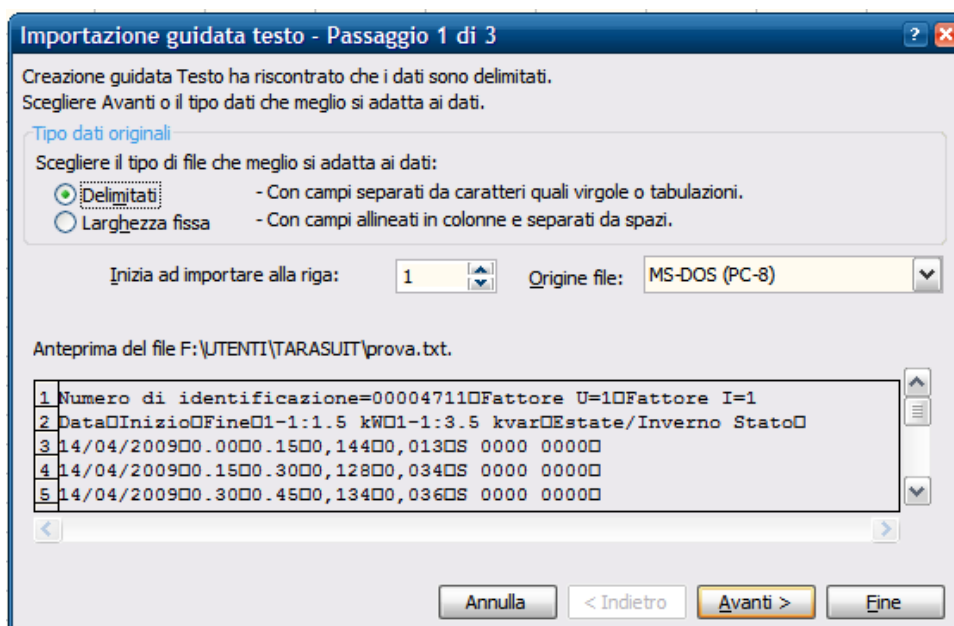 Importazione guidata testo - Passaggio 1 di 3
Creazione guidata Testo ha riscontrato che i dati sono delimitati.
Scegliere Avanti o il tipo dati che meglio si adatta ai dati.
Tipo dati originali
Scegliere il tipo di file che meglio si adatta ai dati:
Delimitati - Con campi separati da caratteri quali virgole o tabulazioni.
Larghezza fissa - Con campi allineati in colonne e separati da spazi.
Inizia ad importare alla riga: 1 Origine file: MS-DOS (PC-8)
Anteprima del file F:\UTENTI\TARASUIT\prova.txt.
1 Numero di identificazione=00004711□Fattore U=1□Fattore I=1
2 Data□Inizio□Fine□1-1:1.5 kW□1-1:3.5 kvar□Estate/Inverno Stato□
3 14/04/2009□0.00□0.15□0,144□0,013□S 0000 0000□
4 14/04/2009□0.15□0.30□0,128□0,034□S 0000 0000□
5 14/04/2009□0.30□0.45□0,134□0,036□S 0000 0000□
Annulla < Indietro Avanti > Fine